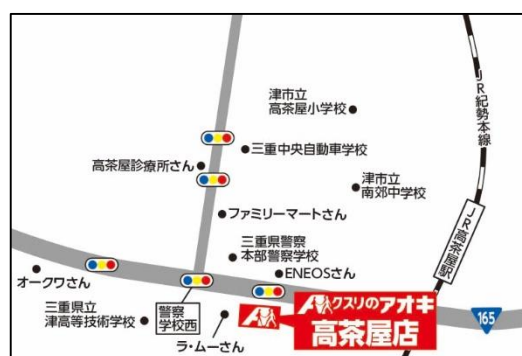 津市立
高茶屋小学校
JR紀勢本線
三重中央自動車学校
高茶屋診療所さん
津市立
南郊中学校
ファミリーマートさん
JR高茶屋駅
三重県警察
本部警察学校
ENEOSさん
オークワさん
三重県立
津高等技術学校
警察
学校西
ラ・ムーさん
クスリのアオキ
高茶屋店
165